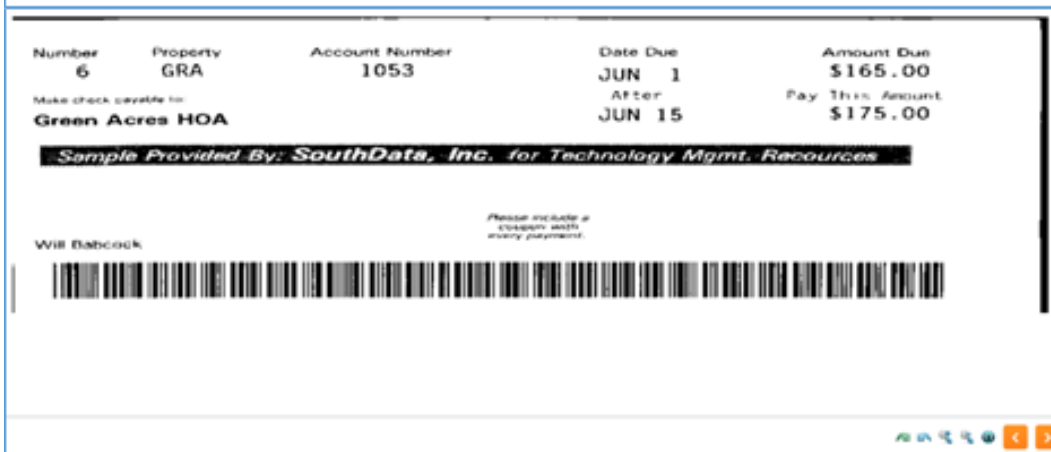 Number Property Account Number Date Due Amount Due
6 GRA 1053 JUN 1 $165.00
Make check payable to: After Pay This Amount
Green Acres HOA JUN 15 $175.00
Sample Provided By: SouthData, Inc. for Technology Mgmt. Recources
Please include a
coupon with
every payment.
Will Babcock